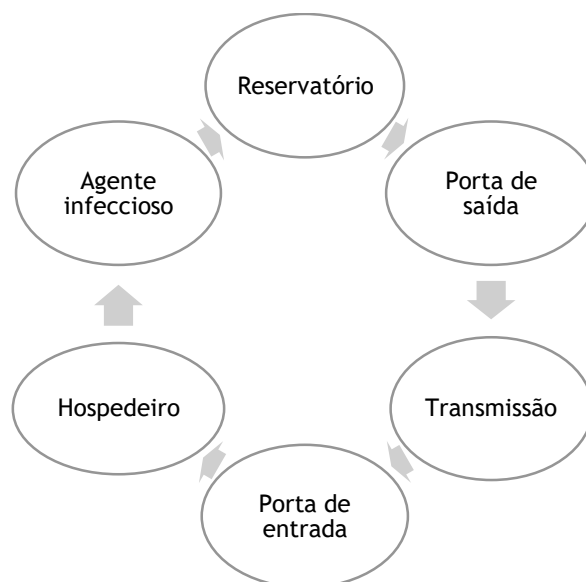 Reservatório
Agente
infeccioso
Porta de
saída
Hospedeiro
Transmissão
Porta de
entrada